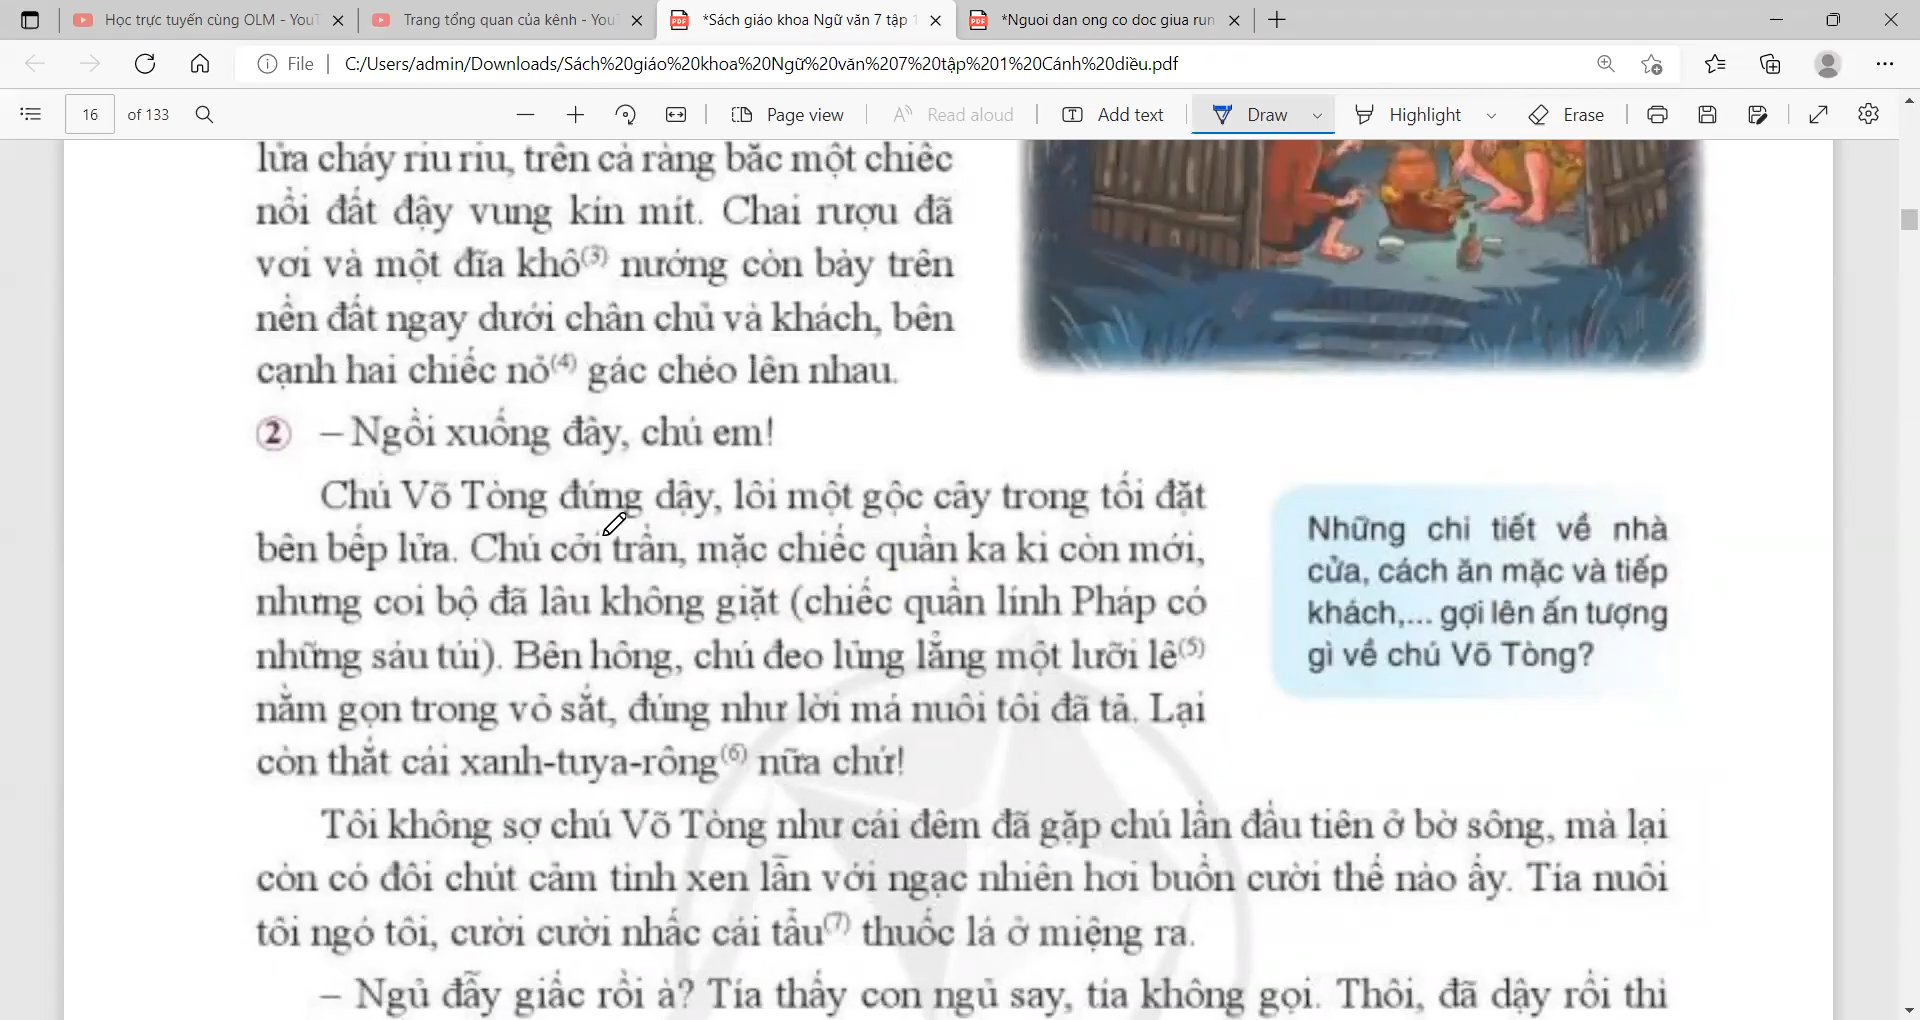 Học trực tuyến cùng OLM - YouT
Trang tổng quan của kênh - You
*Sách giáo khoa Ngữ văn 7 tập 1
*Nguoi dan ong co doc giua run
File
C:/Users/admin/Downloads/Sách%20giáo%20khoa%20Ngữ%20văn%207%20tập%201%20Cánh%20diều.pdf
16 of 133
Page view
Read aloud
Add text
Draw
Highlight
Erase
lửa cháy riu riu, trên cà ràng bắc một chiếc
nồi đất đậy vung kín mít. Chai rượu đã
vơi và một đĩa khô(3) nướng còn bày trên
nền đất ngay dưới chân chủ và khách, bên
cạnh hai chiếc nỏ(4) gác chéo lên nhau.
2 – Ngồi xuống đây, chú em!
Chú Võ Tòng đứng dậy, lôi một gộc cây trong tối đặt
bên bếp lửa. Chú cởi trần, mặc chiếc quần ka ki còn mới,
nhưng coi bộ đã lâu không giặt (chiếc quần lính Pháp có
những sáu túi). Bên hông, chú đeo lủng lẳng một lưỡi lê(5)
nằm gọn trong vỏ sắt, đúng như lời má nuôi tôi đã tả. Lại
còn thắt cái xanh-tuya-rông(6) nữa chứ!
Những chi tiết về nhà
cửa, cách ăn mặc và tiếp
khách,... gợi lên ấn tượng
gì về chú Võ Tòng?
Tôi không sợ chú Võ Tòng như cái đêm đã gặp chú lần đầu tiên ở bờ sông, mà lại
còn có đôi chút cảm tình xen lẫn với ngạc nhiên hơi buồn cười thế nào ấy. Tía nuôi
tôi ngó tôi, cười cười nhấc cái tẩu(7) thuốc lá ở miệng ra.
– Ngủ đẫy giấc rồi à? Tía thấy con ngủ say, tía không gọi. Thôi, đã dậy rồi thì